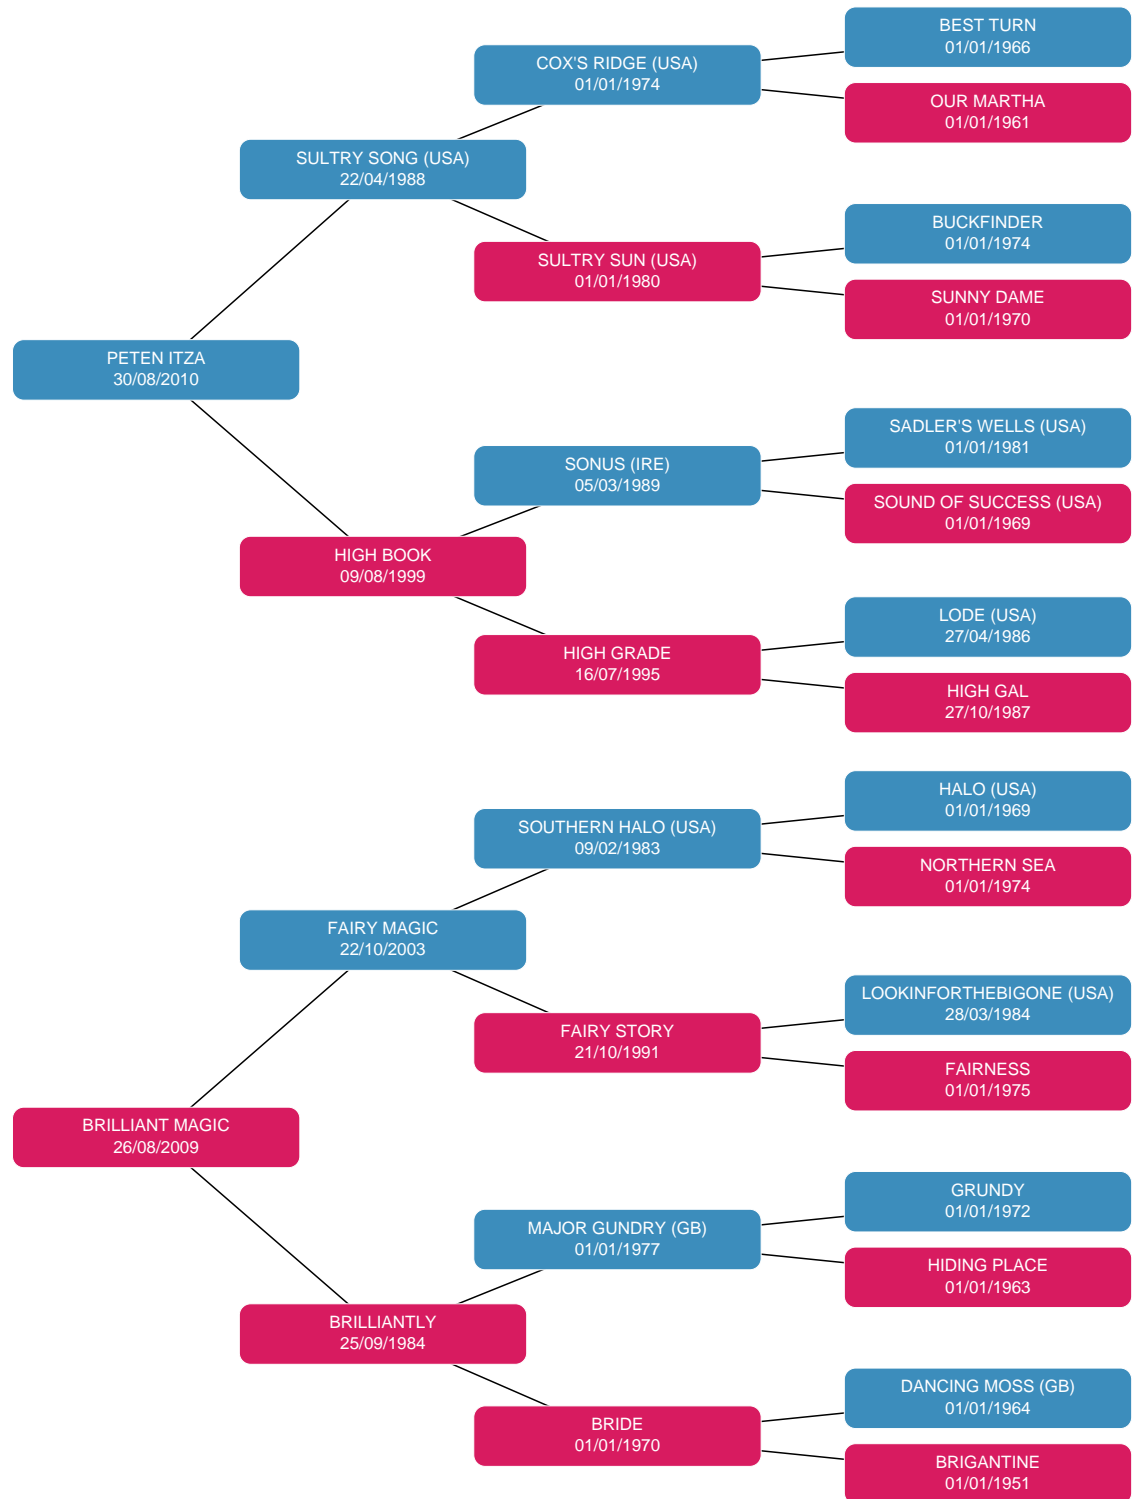 BEST TURN
01/01/1966
COX'S RIDGE (USA)
01/01/1974
OUR MARTHA
01/01/1961
SULTRY SONG (USA)
22/04/1988
BUCKFINDER
01/01/1974
SULTRY SUN (USA)
01/01/1980
SUNNY DAME
01/01/1970
PETEN ITZA
30/08/2010
SADLER'S WELLS (USA)
01/01/1981
SONUS (IRE)
05/03/1989
SOUND OF SUCCESS (USA)
01/01/1969
HIGH BOOK
09/08/1999
LODE (USA)
27/04/1986
HIGH GRADE
16/07/1995
HIGH GAL
27/10/1987
HALO (USA)
01/01/1969
SOUTHERN HALO (USA)
09/02/1983
NORTHERN SEA
01/01/1974
FAIRY MAGIC
22/10/2003
LOOKINFORTHEBIGONE (USA)
28/03/1984
FAIRY STORY
21/10/1991
FAIRNESS
01/01/1975
BRILLIANT MAGIC
26/08/2009
GRUNDY
01/01/1972
MAJOR GUNDRY (GB)
01/01/1977
HIDING PLACE
01/01/1963
BRILLIANTLY
25/09/1984
DANCING MOSS (GB)
01/01/1964
BRIDE
01/01/1970
BRIGANTINE
01/01/1951